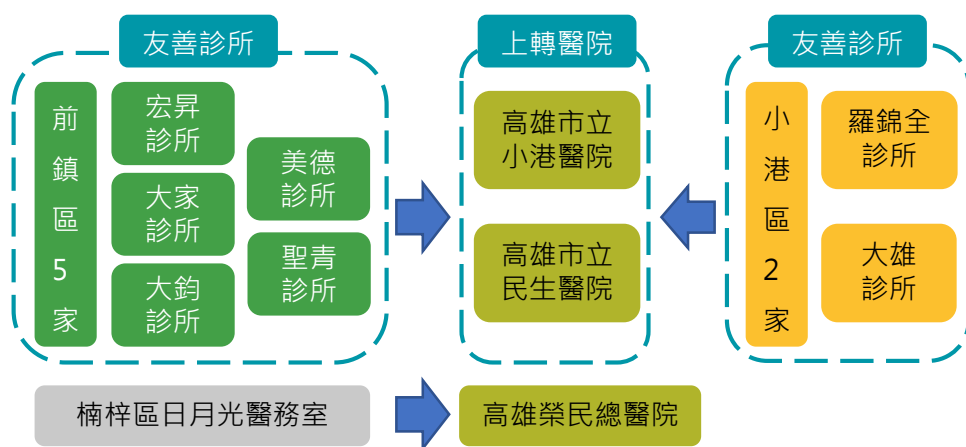 友善診所
前
鎮
區
5
家
宏昇
診所
大家
診所
大鈞
診所
美德
診所
聖青
診所
上轉醫院
高雄市立
小港醫院
高雄市立
民生醫院
友善診所
小
港
區
2
家
羅錦全
診所
大雄
診所
楠梓區日月光醫務室
高雄榮民總醫院